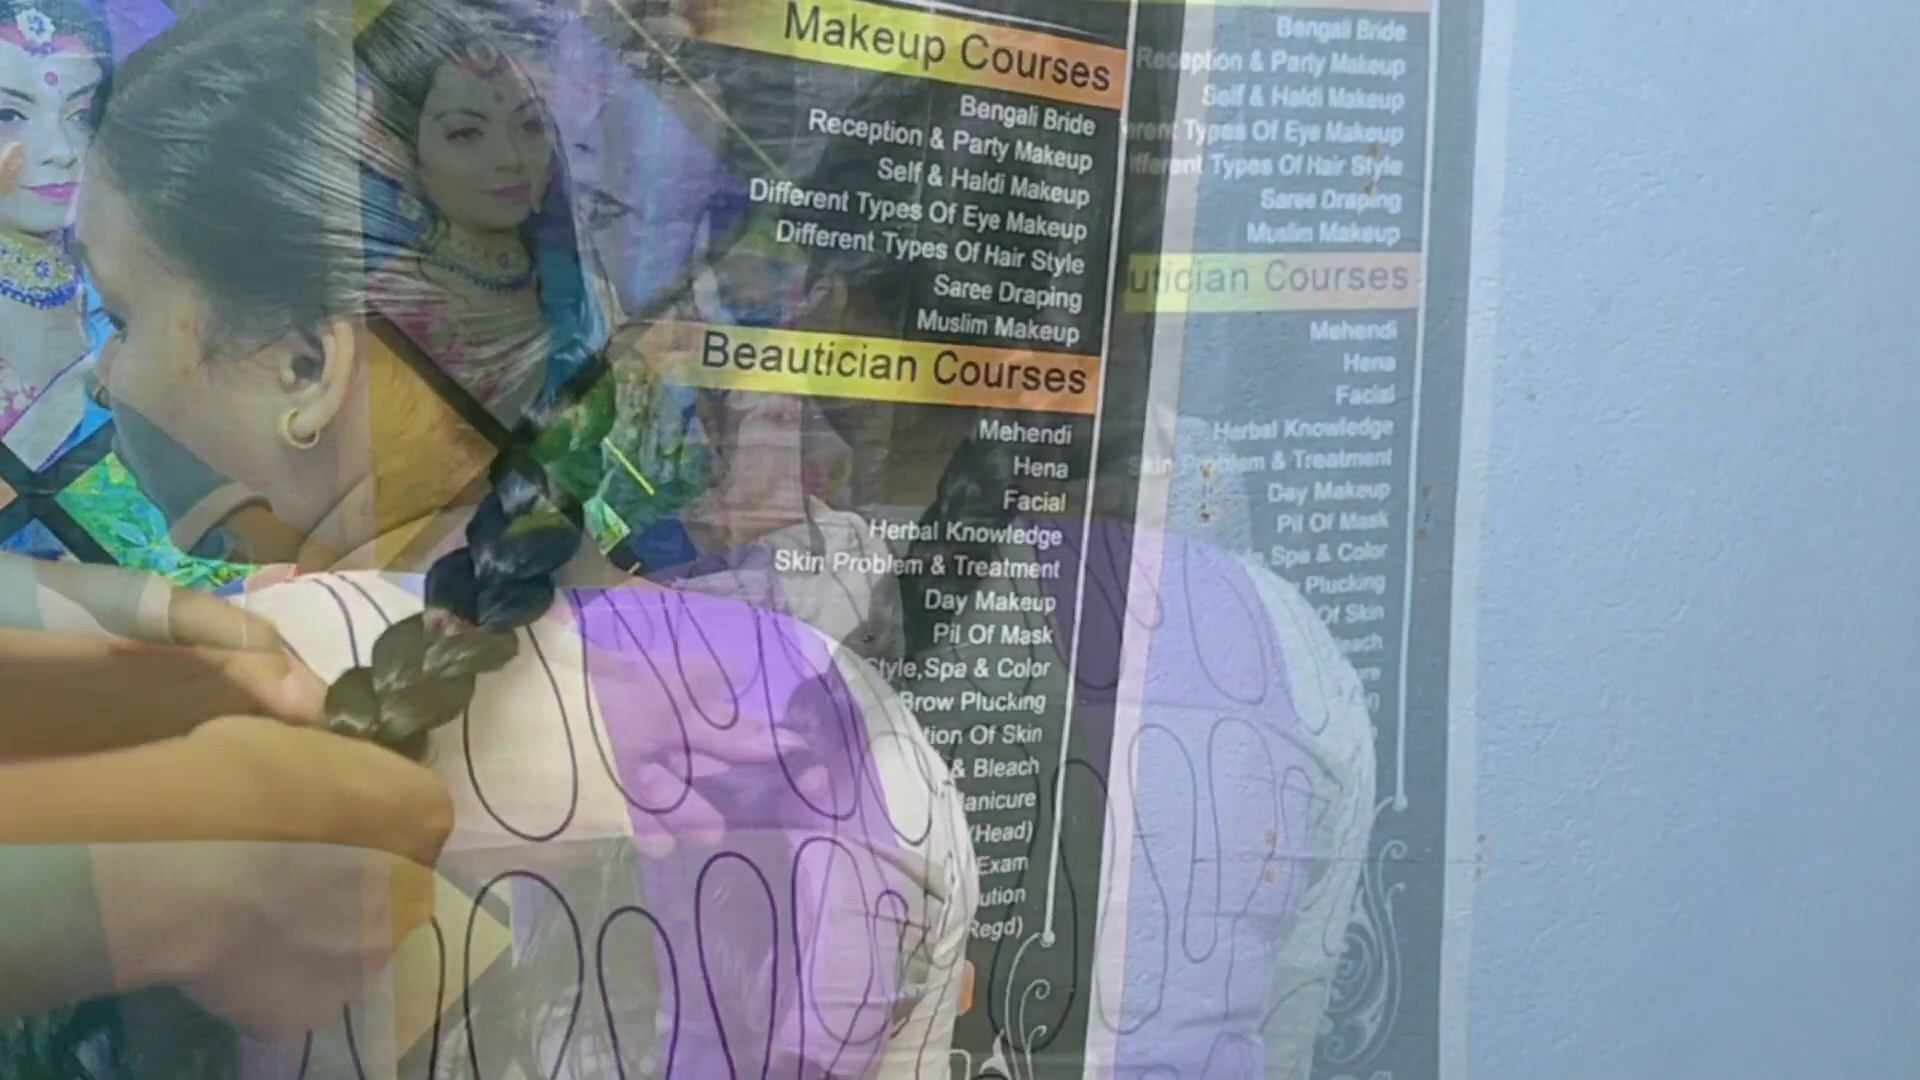 Makeup Courses
Bengali Bride
Reception & Party Makeup
Self & Haldi Makeup
Different Types Of Eye Makeup
Different Types Of Hair Style
Saree Draping
Muslim Makeup
Beautician Courses
Mehendi
Hena
Facial
Herbal Knowledge
Skin Problem & Treatment
Day Makeup
Pil Of Mask
Style,Spa & Color
Brow Plucking
Of Skin
& Bleach
(Head)
Exam
Bengali Bride
Reception & Party Makeup
Self & Haldi Makeup
Types Of Eye Makeup
Types Of Hair Style
Saree Draping
Muslim Makeup
Courses
Mehendi
Hena
Facial
Herbal Knowledge
Skin Problem & Treatment
Day Makeup
Pil Of Mask
Spa & Color
Plucking
Of Skin